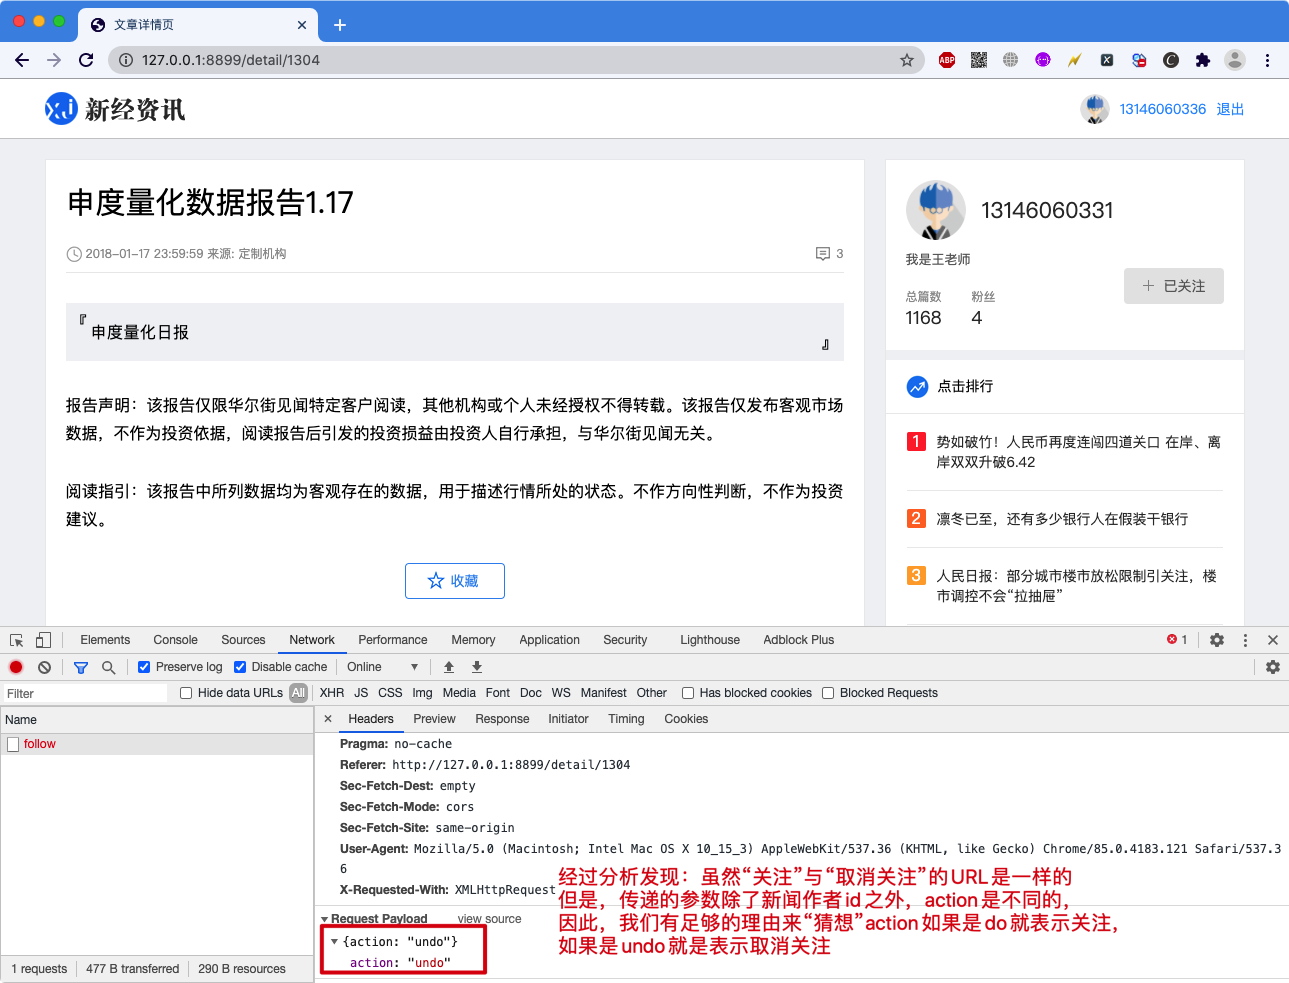 文章详情页
127.0.0.1:8899/detail/1304
ABP
新经资讯
13146060336 退出
申度量化数据报告1.17
2018-01-17 23:59:59 来源: 定制机构
3
『
申度量化日报
』
报告声明：该报告仅限华尔街见闻特定客户阅读，其他机构或个人未经授权不得转载。该报告仅发布客观市场
数据，不作为投资依据，阅读报告后引发的投资损益由投资人自行承担，与华尔街见闻无关。
阅读指引：该报告中所列数据均为客观存在的数据，用于描述行情所处的状态。不作方向性判断，不作为投资
建议。
收藏
13146060331
我是王老师
总篇数 粉丝
1168 4
已关注
点击排行
1 势如破竹！人民币再度连闯四道关口 在岸、离
岸双双升破6.42
2 凛冬已至，还有多少银行人在假装干银行
3 人民日报：部分城市楼市放松限制引关注，楼
市调控不会“拉抽屉”
Elements Console Sources Network Performance Memory Application Security Lighthouse Adblock Plus 1
Preserve log Disable cache Online
Filter Hide data URLs All XHR JS CSS Img Media Font Doc WS Manifest Other Has blocked cookies Blocked Requests
Name
follow
Headers Preview Response Initiator Timing Cookies
Pragma: no-cache
Referer: http://127.0.0.1:8899/detail/1304
Sec-Fetch-Dest: empty
Sec-Fetch-Mode: cors
Sec-Fetch-Site: same-origin
User-Agent: Mozilla/5.0 (Macintosh; Intel Mac OS X 10_15_3) AppleWebKit/537.36 (KHTML, like Gecko) Chrome/85.0.4183.121 Safari/537.3
6
X-Requested-With: XMLHttpRequest
Request Payload view source
{action: "undo"}
action: "undo"
经过分析发现：虽然“关注”与“取消关注”的URL是一样的
但是，传递的参数除了新闻作者id之外，action是不同的，
因此，我们有足够的理由来“猜想”action如果是do就表示关注，
如果是undo就是表示取消关注
1 requests 477 B transferred 290 B resources